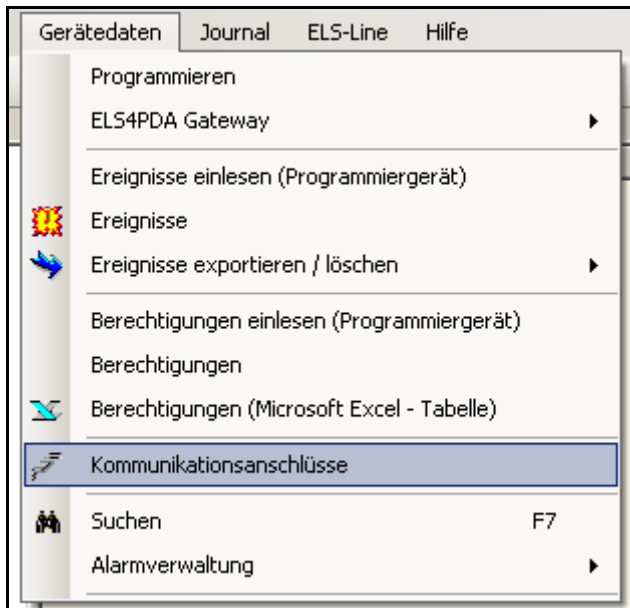 Gerätedaten Journal ELS-Line Hilfe
Programmieren
ELS4PDA Gateway
Ereignisse einlesen (Programmiergerät)
Ereignisse
Ereignisse exportieren / löschen
Berechtigungen einlesen (Programmiergerät)
Berechtigungen
Berechtigungen (Microsoft Excel - Tabelle)
Kommunikationsanschlüsse
Suchen F7
Alarmverwaltung